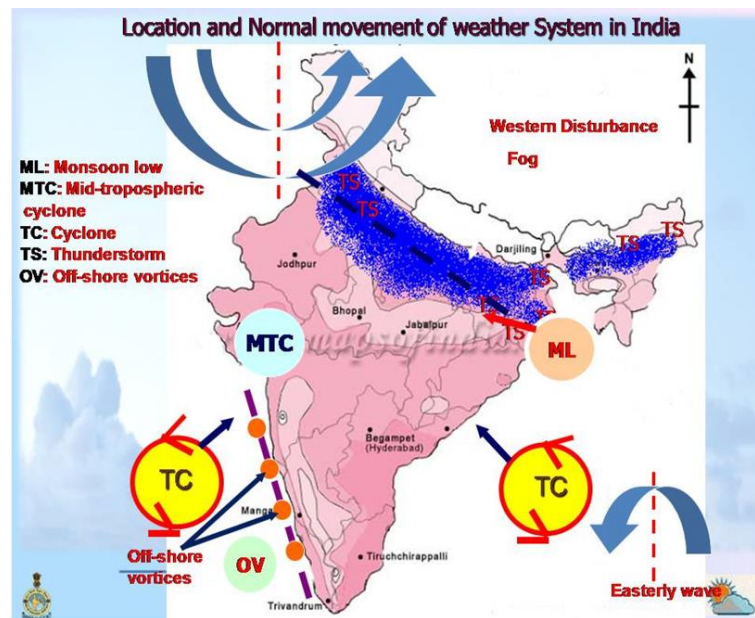 Location and Normal movement of weather System in India
N
Western Disturbance
Fog
ML: Monsoon low
MTC: Mid-tropospheric
cyclone
TC: Cyclone
TS: Thunderstorm
OV: Off-shore vortices
TS
TS
TS
TS
Darjiling
TS
Jodhpur
Bhopal
Jabalpur
TS
MTC
mapsofindia.
ML
TC
Begampet
(Hyderabad)
TC
Manga
Off-shore
vortices
OV
Tiruchchirappalli
Trivandrum
Easterly wave